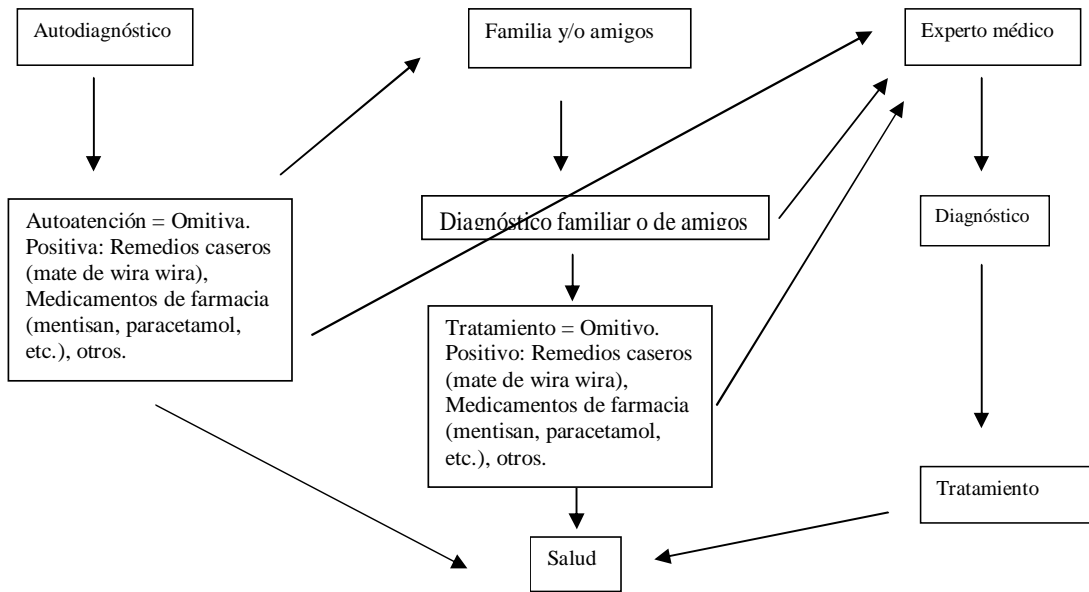 Autodiagnóstico
Familia y/o amigos
Experto médico
Autoatención = Omitiva.
Positiva: Remedios caseros
(mate de wira wira),
Medicamentos de farmacia
(mentisan, paracetamol,
etc.), otros.
Diagnóstico familiar o de amigos
Diagnóstico
Tratamiento = Omitivo.
Positivo: Remedios caseros
(mate de wira wira),
Medicamentos de farmacia
(mentisan, paracetamol,
etc.), otros.
Tratamiento
Salud